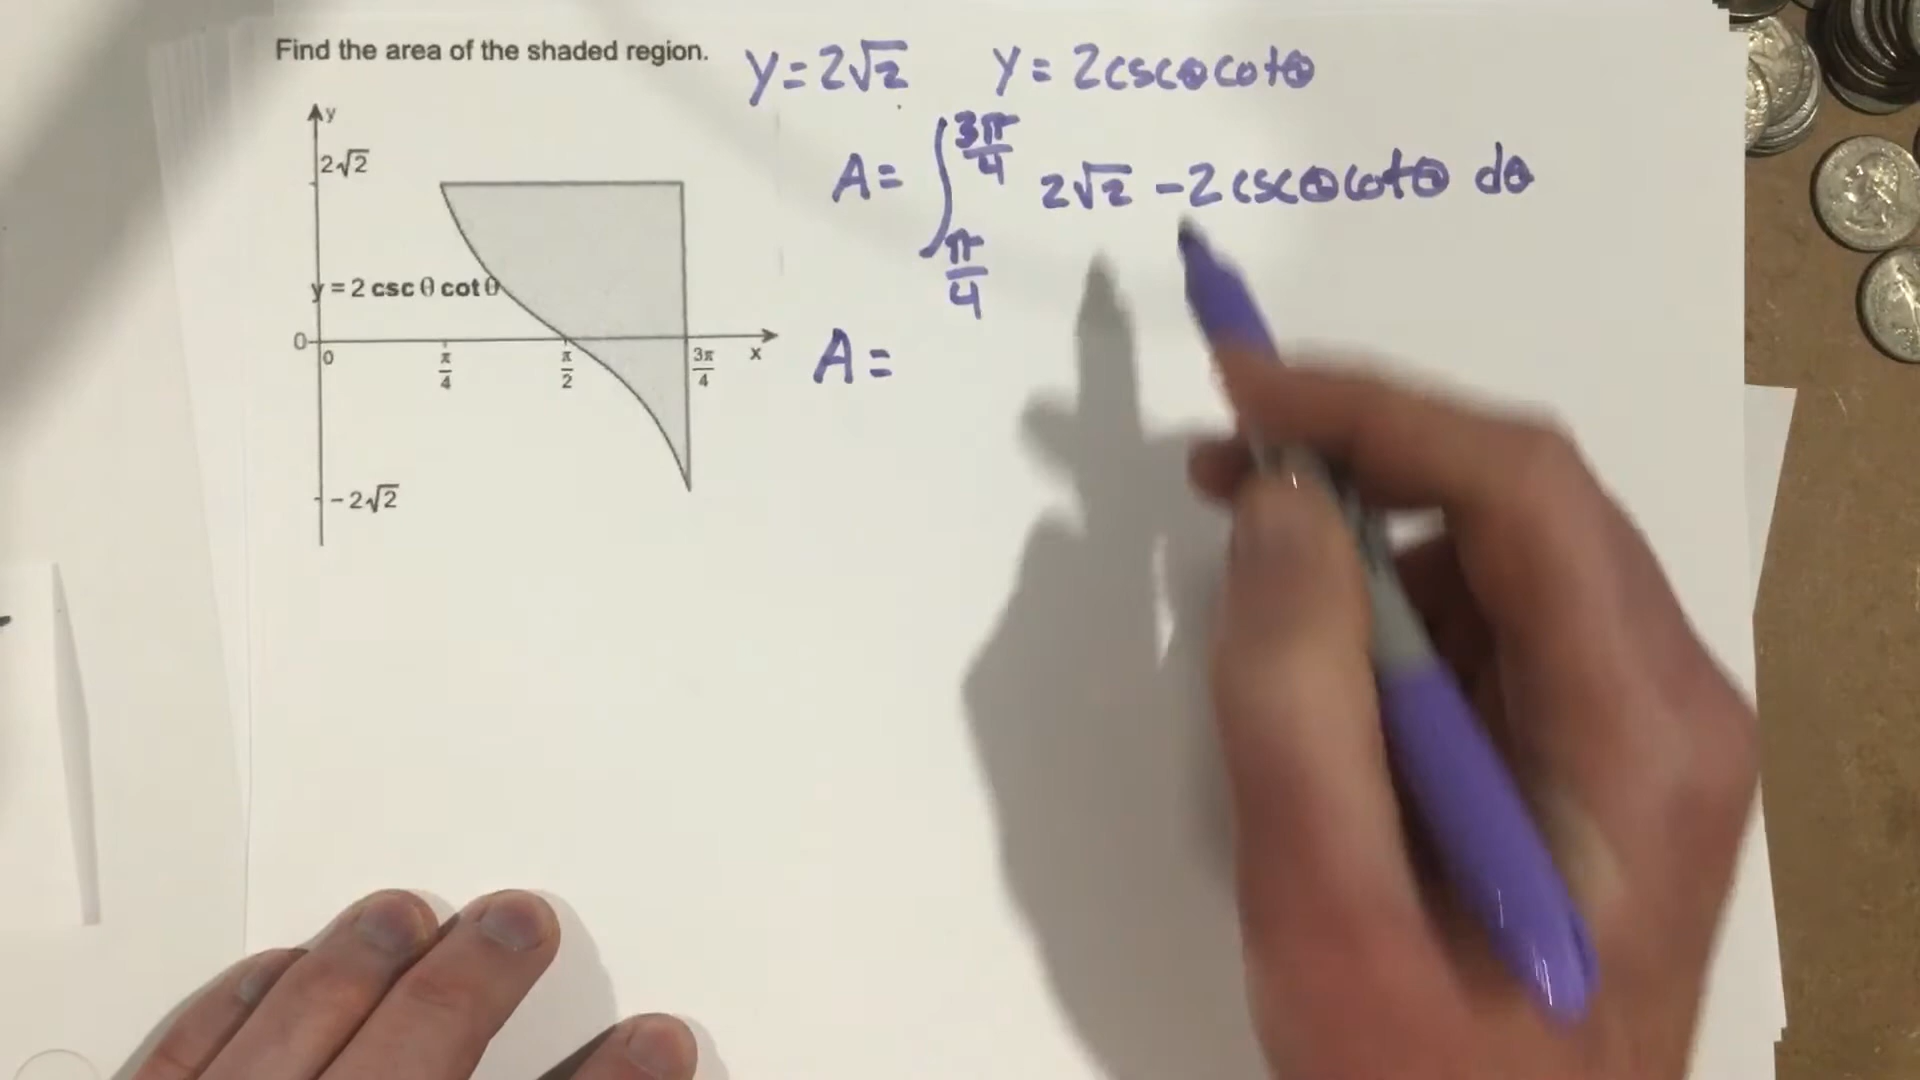 Find the area of the shaded region.
y = 2√2 y = 2cscθcotθ
A = ∫ 3π/4 π/4 2√2 - 2cscθcotθ dθ
A =
y
2√2
y = 2 csc θ cot θ
0
0
π/4
π/2
3π/4
x
-2√2